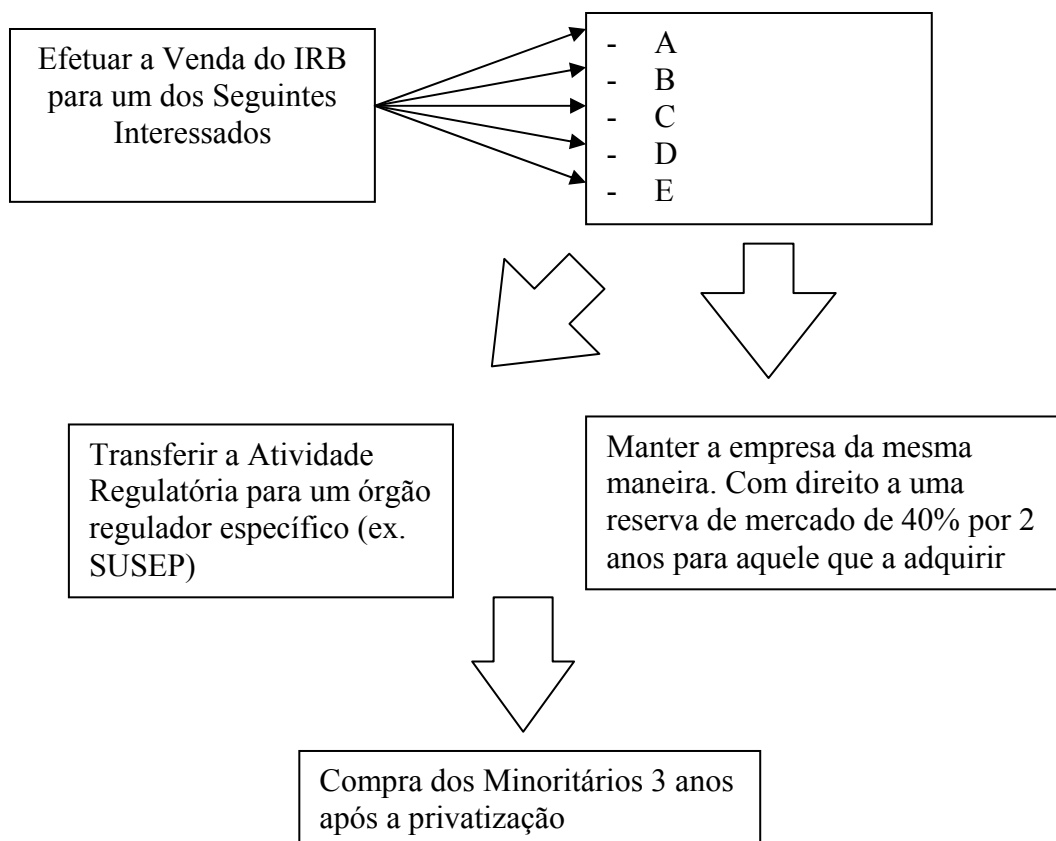 Efetuar a Venda do IRB
para um dos Seguintes
Interessados
- A
- B
- C
- D
- E
Transferir a Atividade
Regulatória para um órgão
regulador específico (ex.
SUSEP)
Manter a empresa da mesma
maneira. Com direito a uma
reserva de mercado de 40% por 2
anos para aquele que a adquirir
Compra dos Minoritários 3 anos
após a privatização